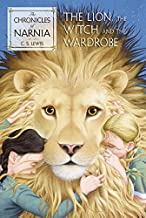 The
CHRONICLES
of
NARNIA
C. S. LEWIS
THE LION, THE
WITCH AND THE
WARDROBE